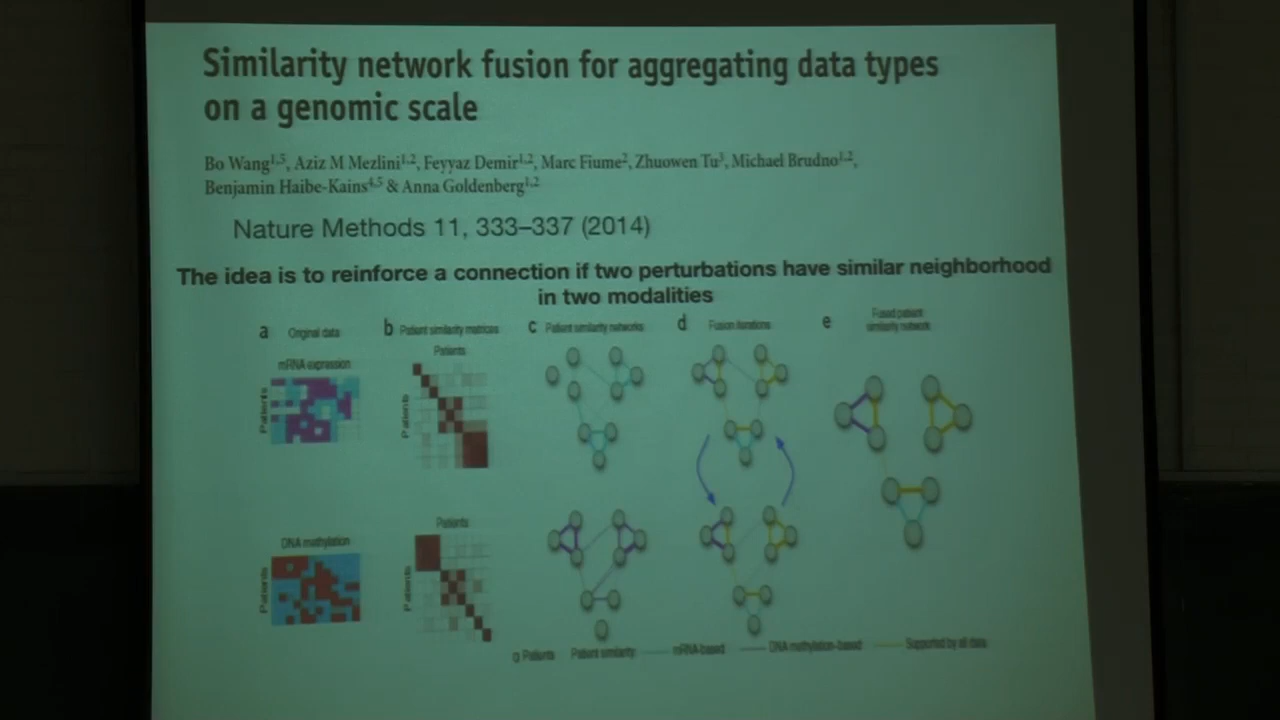 Similarity network fusion for aggregating data types
on a genomic scale
Bo Wang1,5, Aziz M Mezlini1,2, Feyyaz Demir1,2, Marc Fiume2, Zhuowen Tu3, Michael Brudno1,2,
Benjamin Haibe-Kains4,5 & Anna Goldenberg1,2
Nature Methods 11, 333–337 (2014)
The idea is to reinforce a connection if two perturbations have similar neighborhood
in two modalities
a Original data
b Patient similarity matrices
c Patient similarity networks
d Fusion iterations
e Fused patient
similarity network
mRNA expression
Patients
Patients
Patients
DNA methylation
Patients
Patients
Patients
Patients
Patient similarity:
mRNA-based
DNA methylation-based
Supported by all data